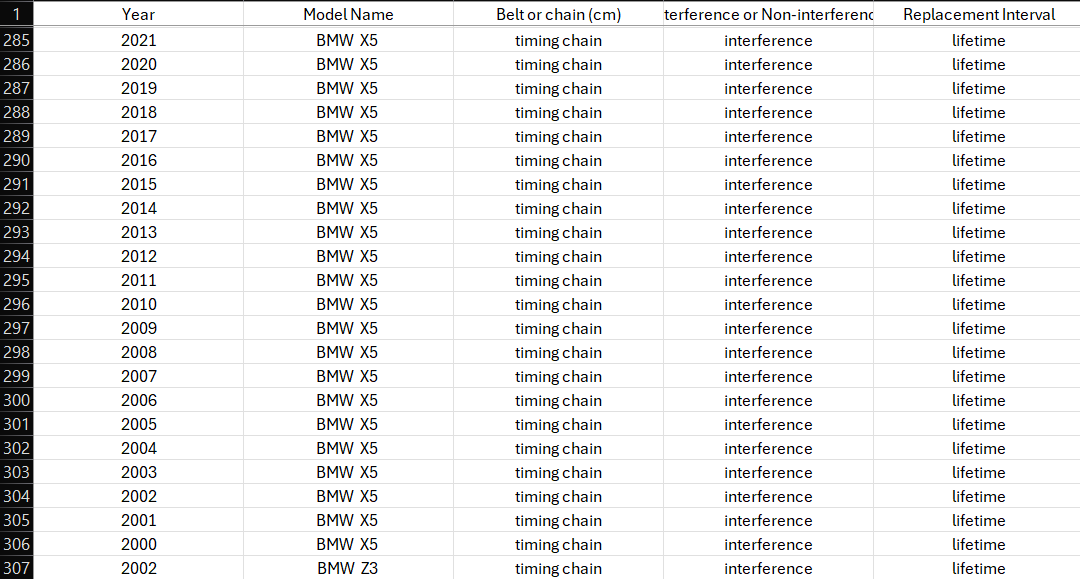 1 Year Model Name Belt or chain (cm) terference or Non-interferenc Replacement Interval
285 2021 BMW X5 timing chain interference lifetime
286 2020 BMW X5 timing chain interference lifetime
287 2019 BMW X5 timing chain interference lifetime
288 2018 BMW X5 timing chain interference lifetime
289 2017 BMW X5 timing chain interference lifetime
290 2016 BMW X5 timing chain interference lifetime
291 2015 BMW X5 timing chain interference lifetime
292 2014 BMW X5 timing chain interference lifetime
293 2013 BMW X5 timing chain interference lifetime
294 2012 BMW X5 timing chain interference lifetime
295 2011 BMW X5 timing chain interference lifetime
296 2010 BMW X5 timing chain interference lifetime
297 2009 BMW X5 timing chain interference lifetime
298 2008 BMW X5 timing chain interference lifetime
299 2007 BMW X5 timing chain interference lifetime
300 2006 BMW X5 timing chain interference lifetime
301 2005 BMW X5 timing chain interference lifetime
302 2004 BMW X5 timing chain interference lifetime
303 2003 BMW X5 timing chain interference lifetime
304 2002 BMW X5 timing chain interference lifetime
305 2001 BMW X5 timing chain interference lifetime
306 2000 BMW X5 timing chain interference lifetime
307 2002 BMW Z3 timing chain interference lifetime